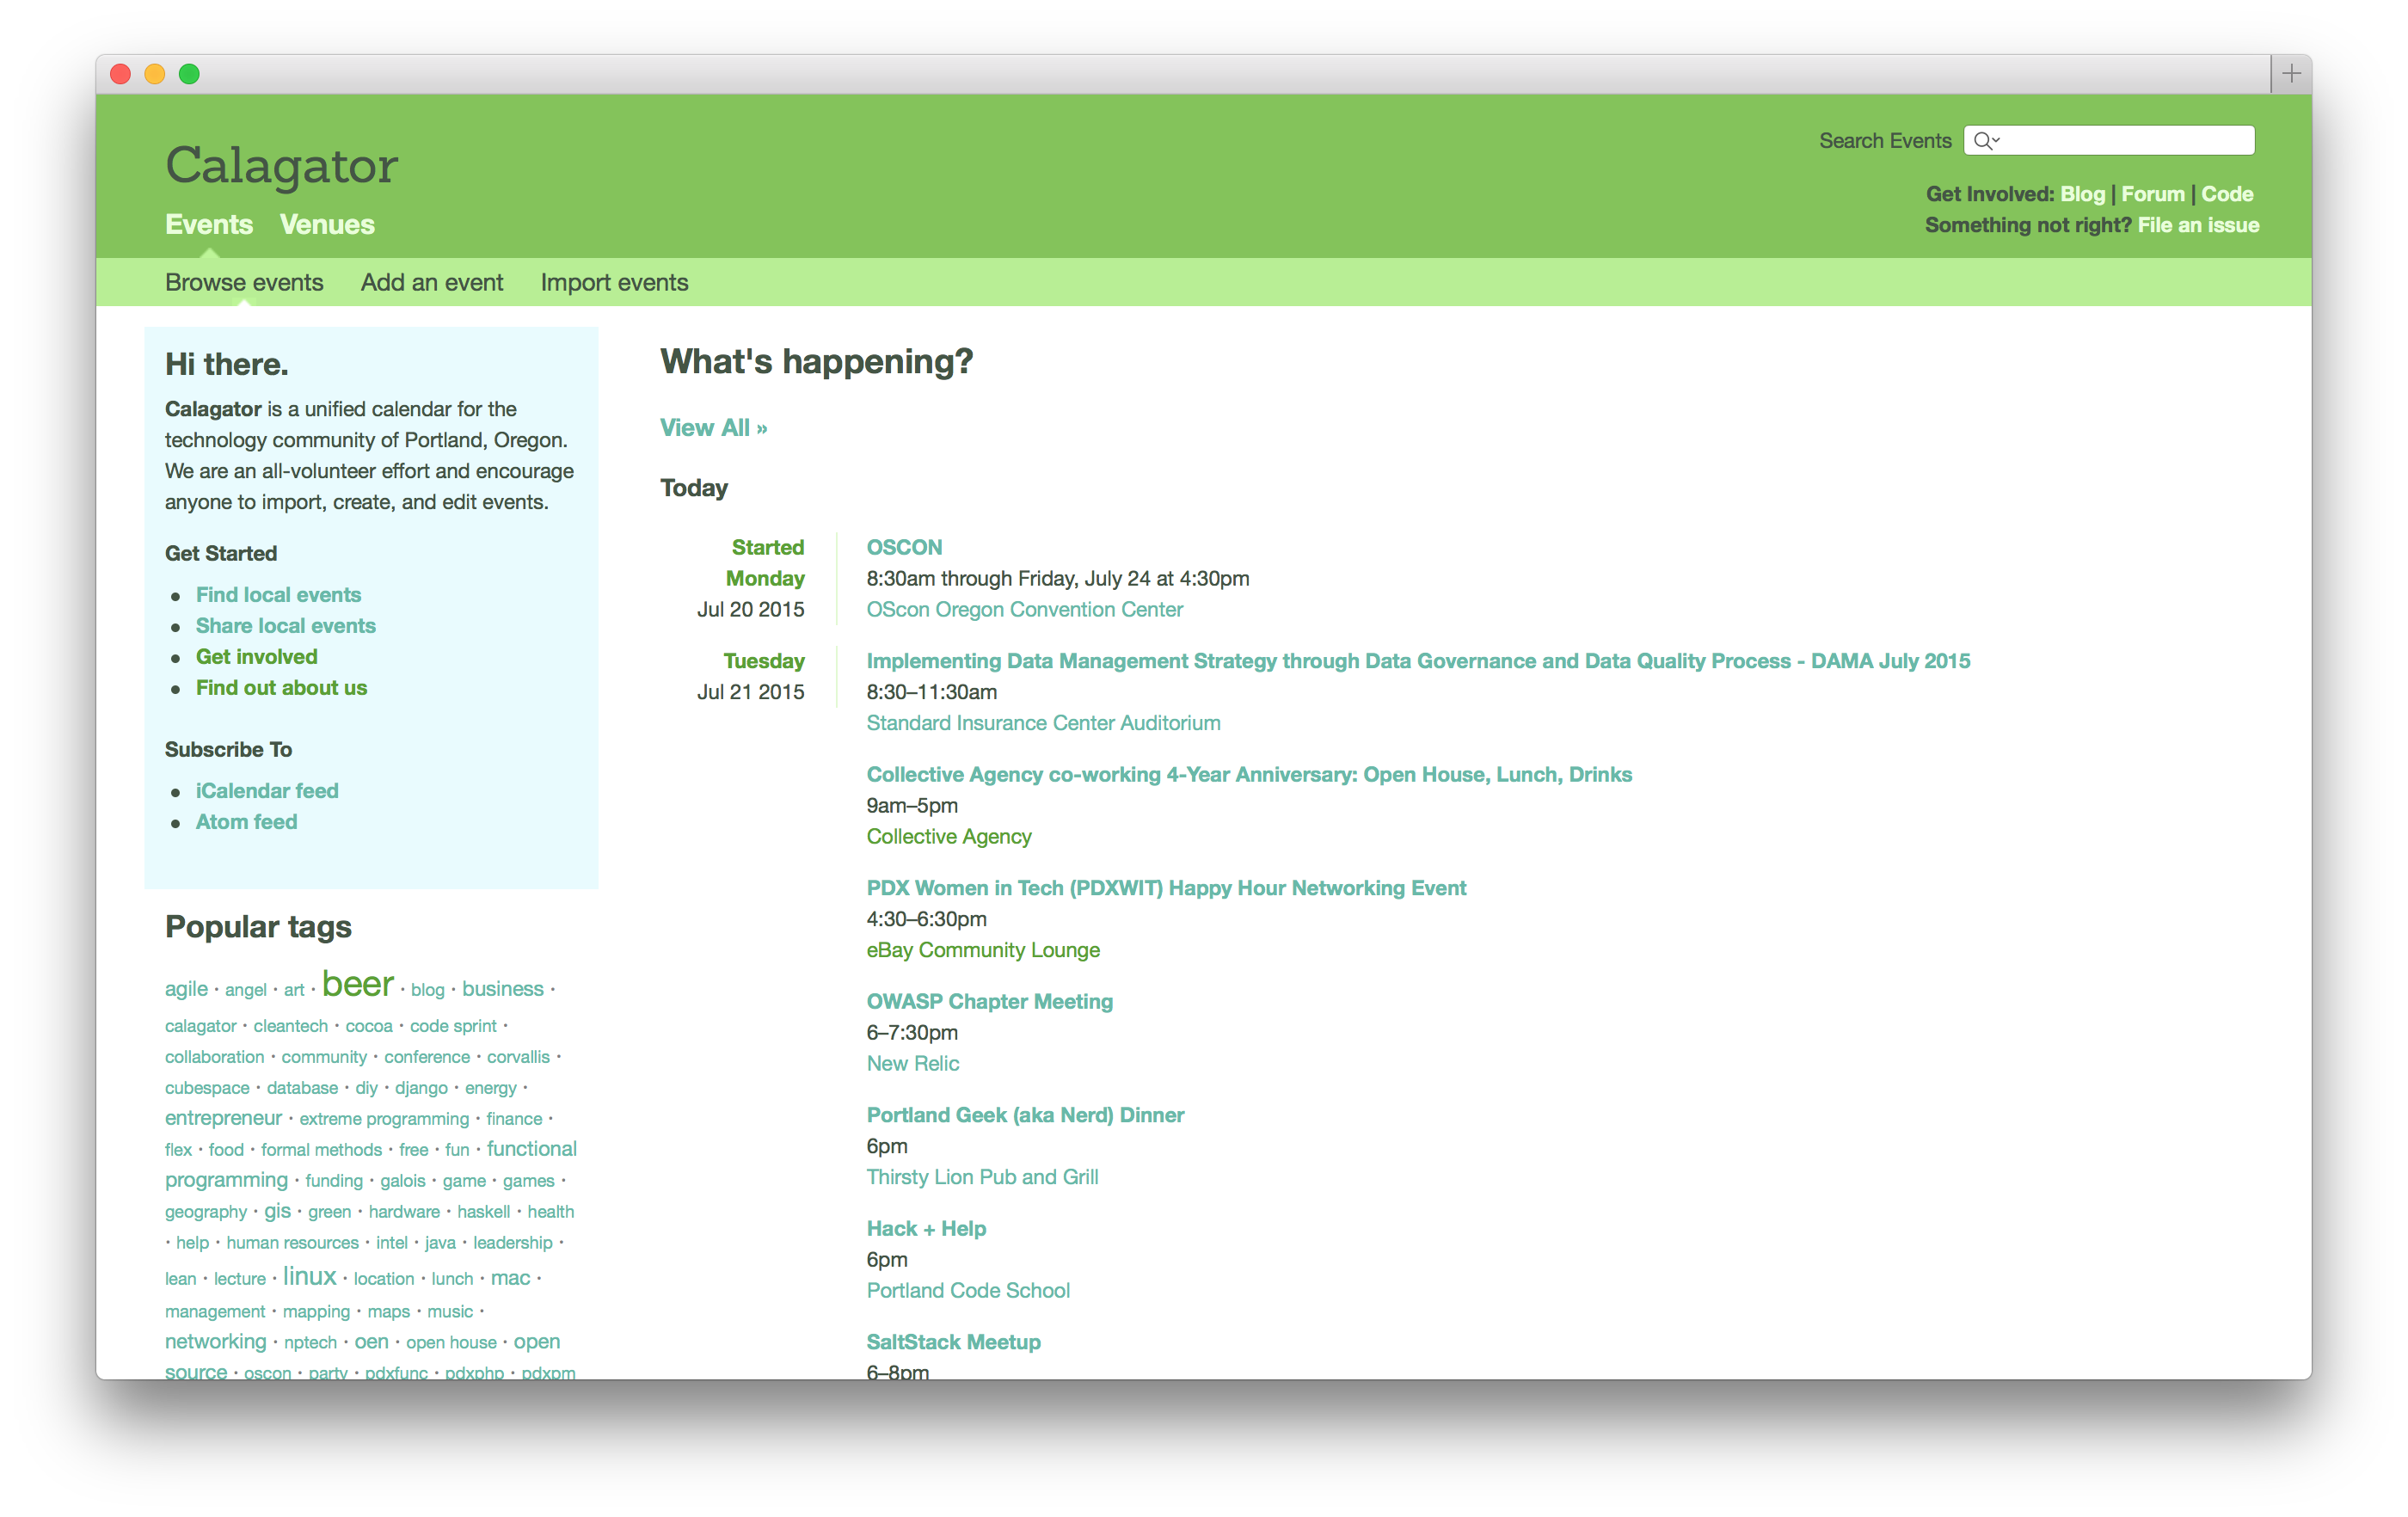 Calagator
Search Events
Events Venues
Get Involved: Blog | Forum | Code
Something not right? File an issue
Browse events Add an event Import events
Hi there.
Calagator is a unified calendar for the
technology community of Portland, Oregon.
We are an all-volunteer effort and encourage
anyone to import, create, and edit events.
Get Started
• Find local events
• Share local events
• Get involved
• Find out about us
Subscribe To
• iCalendar feed
• Atom feed
Popular tags
agile · angel · art · beer · blog · business ·
calagator · cleantech · cocoa · code sprint ·
collaboration · community · conference · corvallis ·
cubespace · database · diy · django · energy ·
entrepreneur · extreme programming · finance ·
flex · food · formal methods · free · fun · functional
programming · funding · galois · game · games ·
geography · gis · green · hardware · haskell · health
· help · human resources · intel · java · leadership ·
lean · lecture · linux · location · lunch · mac ·
management · mapping · maps · music ·
networking · nptech · oen · open house · open
source · oscon · party · pdxfunc · pdxphp · pdxpm
What's happening?
View All »
Today
Started
Monday
Jul 20 2015
OSCON
8:30am through Friday, July 24 at 4:30pm
OScon Oregon Convention Center
Tuesday
Jul 21 2015
Implementing Data Management Strategy through Data Governance and Data Quality Process - DAMA July 2015
8:30–11:30am
Standard Insurance Center Auditorium
Collective Agency co-working 4-Year Anniversary: Open House, Lunch, Drinks
9am–5pm
Collective Agency
PDX Women in Tech (PDXWIT) Happy Hour Networking Event
4:30–6:30pm
eBay Community Lounge
OWASP Chapter Meeting
6–7:30pm
New Relic
Portland Geek (aka Nerd) Dinner
6pm
Thirsty Lion Pub and Grill
Hack + Help
6pm
Portland Code School
SaltStack Meetup
6–8pm